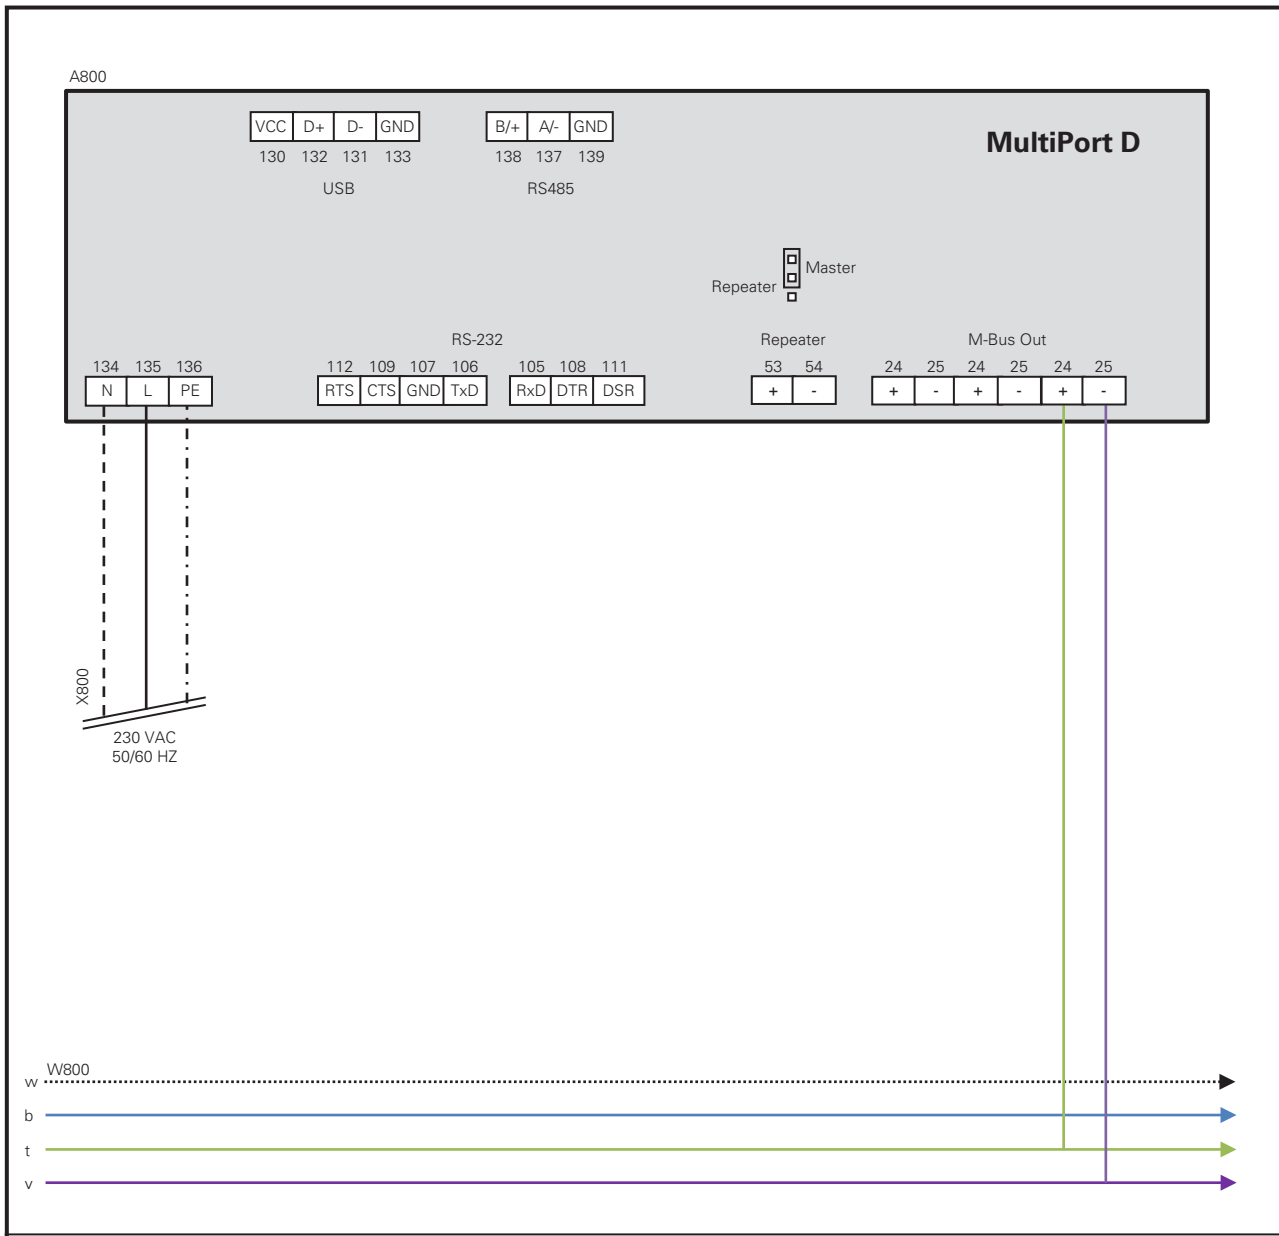 A800
VCC D+ D- GND
B/+ A/- GND
MultiPort D
130 132 131 133
138 137 139
USB
RS485
Master
Repeater
RS-232
Repeater
M-Bus Out
134 135 136
112 109 107 106
105 108 111
53 54
24 25 24 25 24 25
N L PE
RTS CTS GND TxD
RxD DTR DSR
+ -
+ - + - + -
X800
230 VAC
50/60 HZ
W800
w
b
t
v